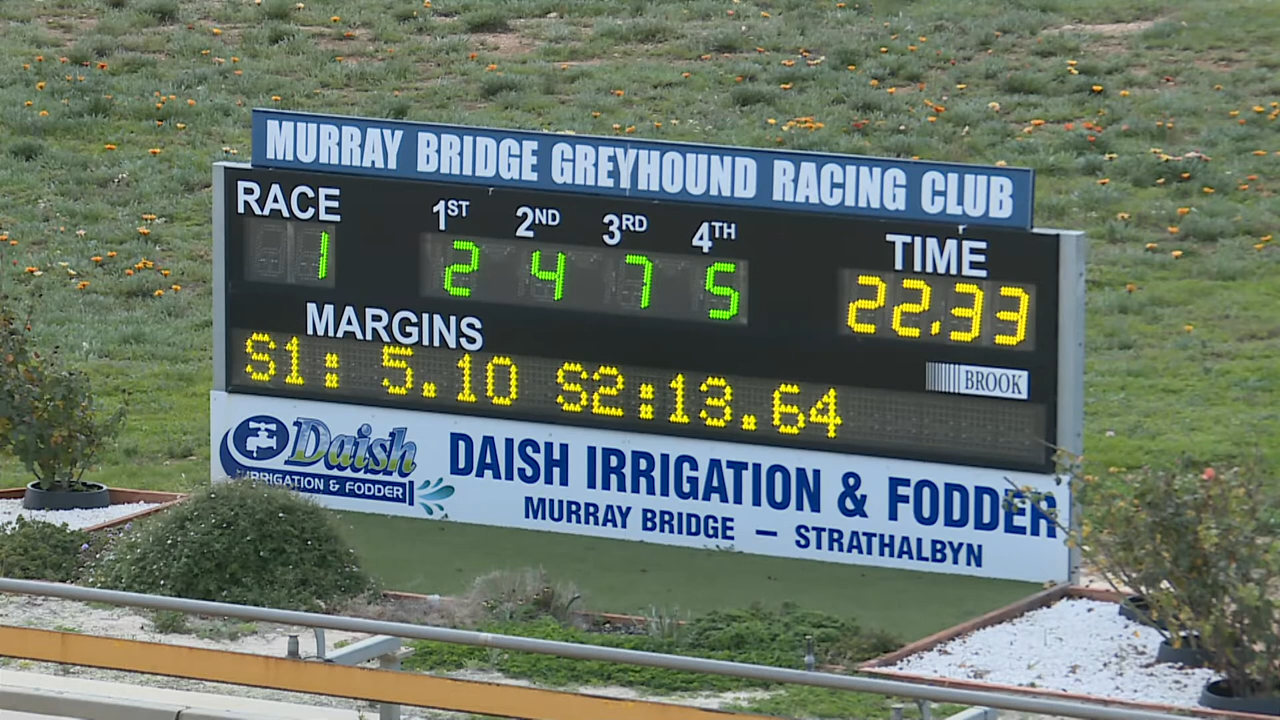 MURRAY BRIDGE GREYHOUND RACING CLUB
RACE 1ST 2ND 3RD 4TH TIME
1 2 4 7 5 22.33
MARGINS
S1: 5.10 S2:13.64
BROOK
Daish
IRRIGATION & FODDER
DAISH IRRIGATION & FODDER
MURRAY BRIDGE – STRATHALBYN